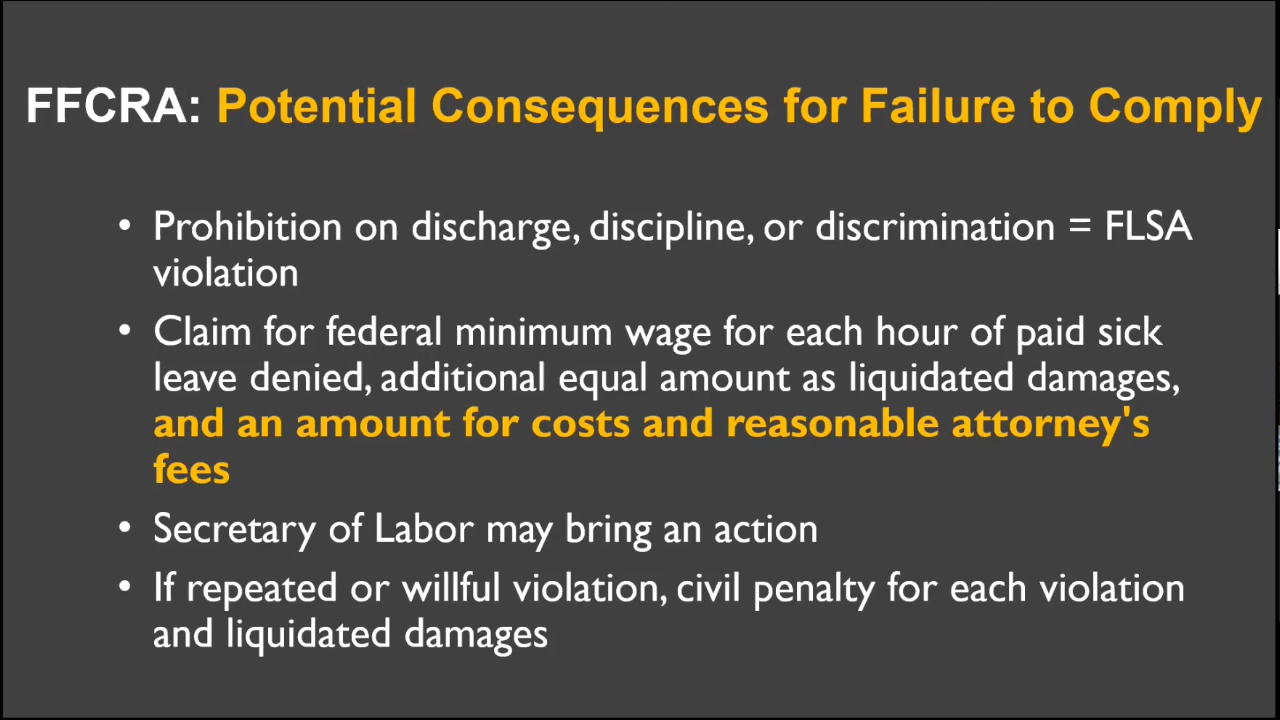 FFCRA: Potential Consequences for Failure to Comply
• Prohibition on discharge, discipline, or discrimination = FLSA
violation
• Claim for federal minimum wage for each hour of paid sick
leave denied, additional equal amount as liquidated damages,
and an amount for costs and reasonable attorney's
fees
• Secretary of Labor may bring an action
• If repeated or willful violation, civil penalty for each violation
and liquidated damages